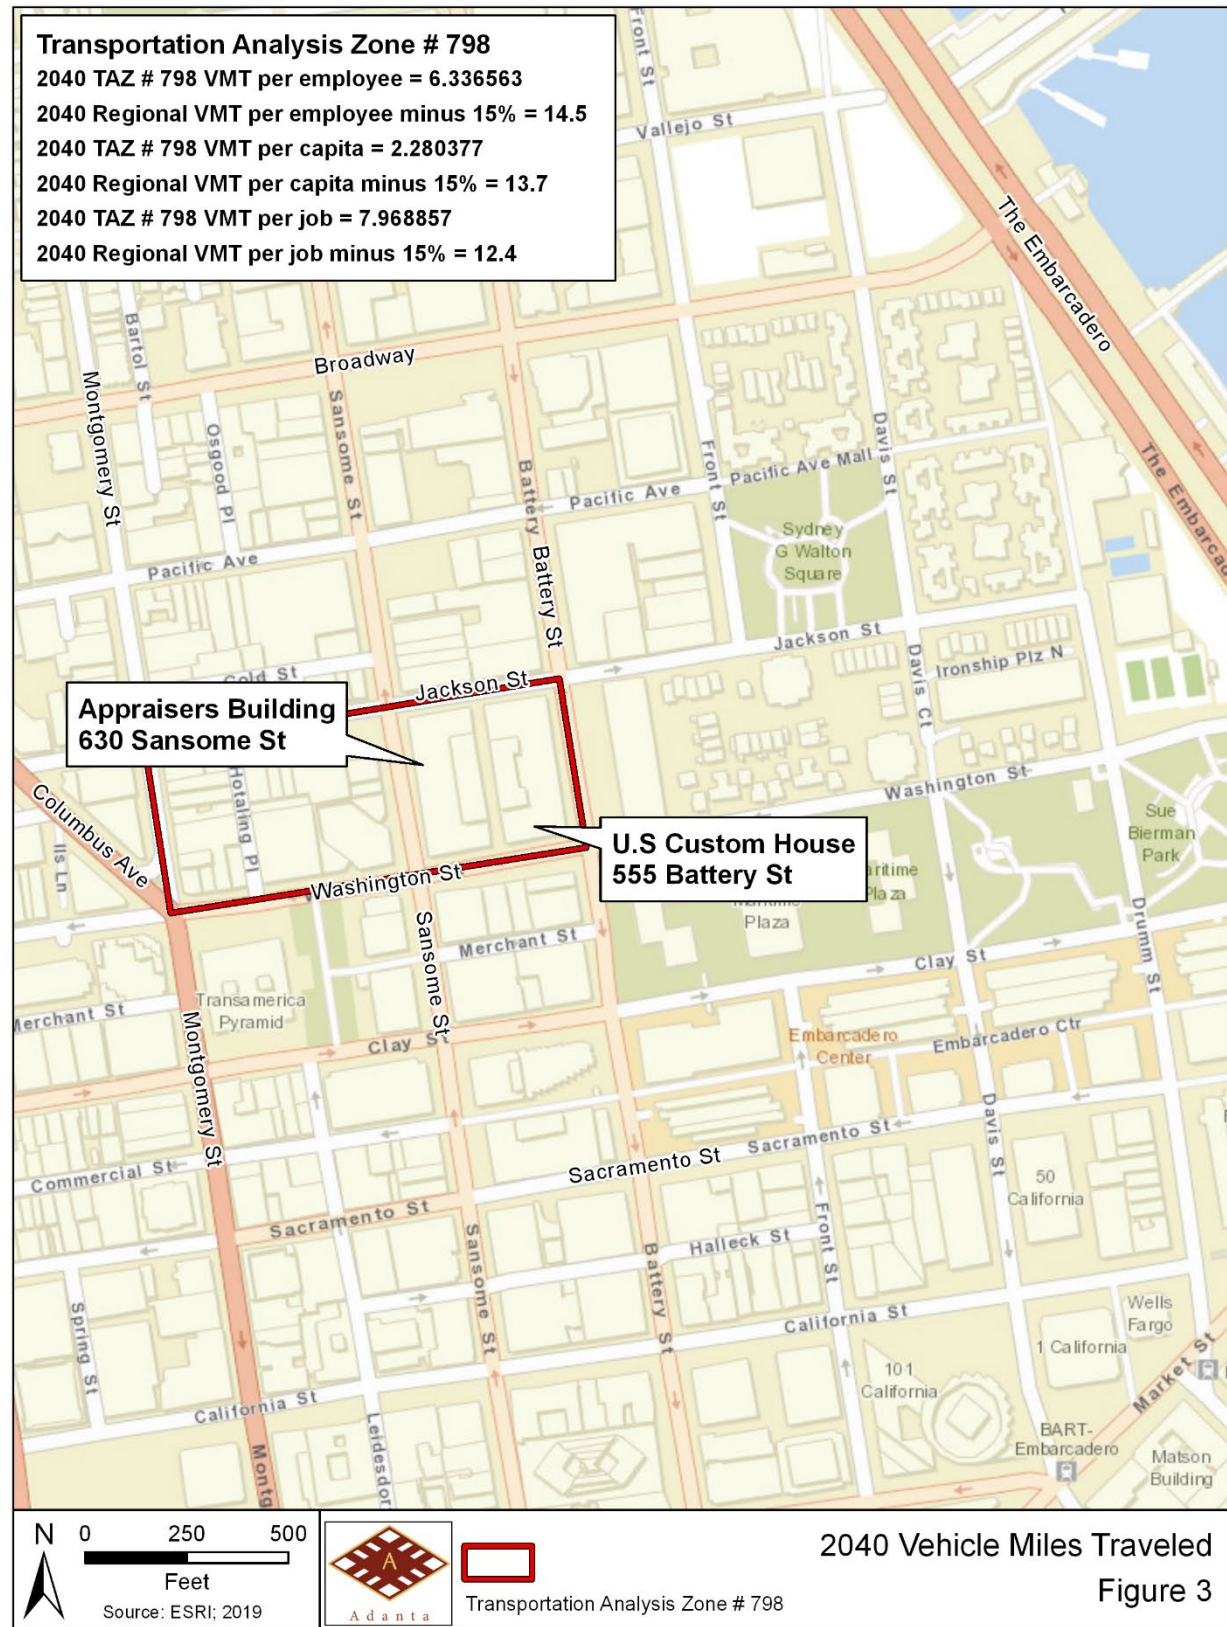 Transportation Analysis Zone # 798
2040 TAZ # 798 VMT per employee = 6.336563
2040 Regional VMT per employee minus 15% = 14.5
2040 TAZ # 798 VMT per capita = 2.280377
2040 Regional VMT per capita minus 15% = 13.7
2040 TAZ # 798 VMT per job = 7.968857
2040 Regional VMT per job minus 15% = 12.4
Front St
Vallejo St
The Embarcadero
Bartol St
Broadway
Montgomery St
Sansome St
Osgood Pl
Battery
Front St
Davis St
The Embarcad
Pacific Ave Mall
Pacific Ave
Pacific Ave
Sydney
G Walton
Square
Battery St
Jackson St
Ironship Plz N
Davis Ct
Gold St
Jackson St
Appraisers Building
630 Sansome St
Columbus Ave
Hotaling Pl
Ils Ln
Washington St
Sue
Bierman
Park
U.S Custom House
555 Battery St
Maritime
Plaza
Plaza
Washington St
Merchant St
Sansome St
Clay St
Drumm St
Transamerica
Pyramid
Merchant St
Montgomery St
Clay St
Embarcadero
Center
Embarcadero Ctr
Davis St
Sacramento St
Sacramento St
Commercial St
50
California
Sacramento St
Sansome St
Battery St
Halleck St
Front St
California St
Wells
Fargo
1 California
Market St
Spring St
101
California
California St
Leidesdor
Montg
BART-
Embarcadero
Matson
Building
N
0 250 500
Feet
Source: ESRI; 2019
A
Adanta
Transportation Analysis Zone # 798
2040 Vehicle Miles Traveled
Figure 3